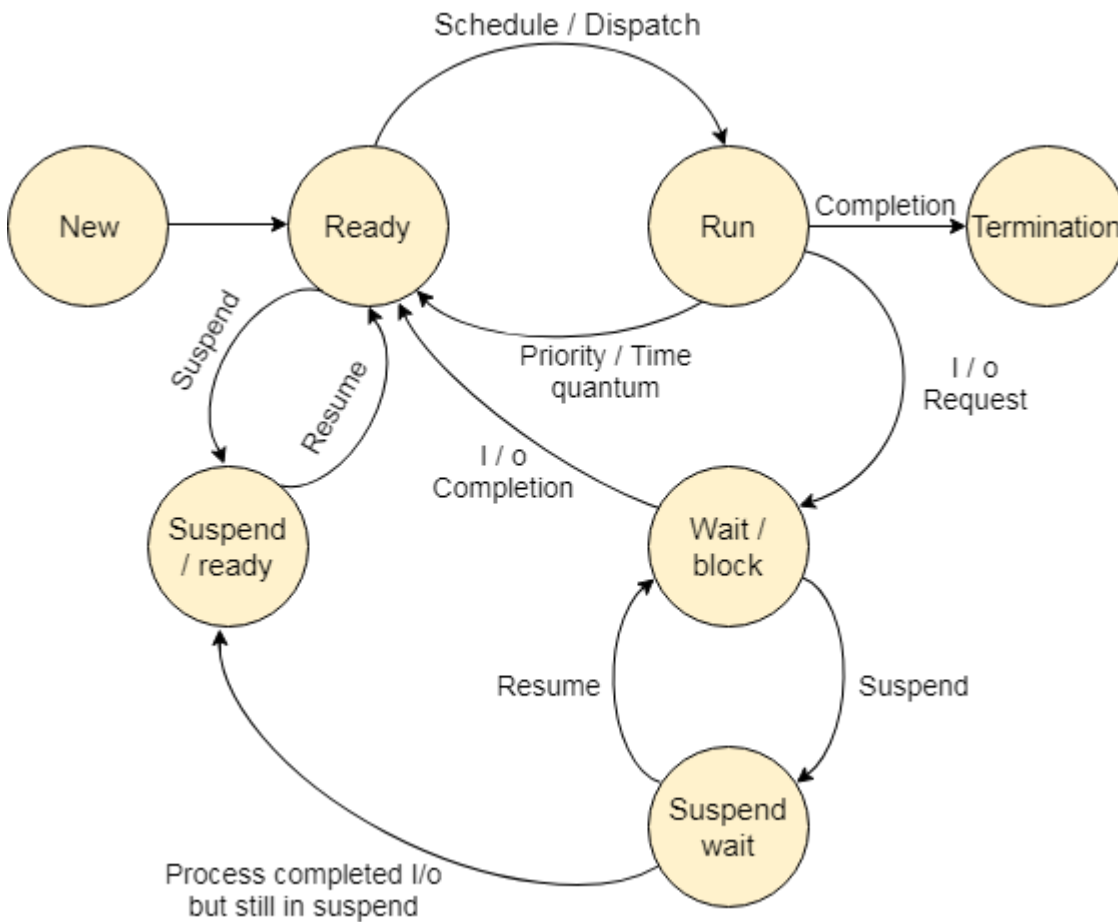 Schedule / Dispatch
New
Ready
Run
Completion
Termination
Suspend
Resume
Priority / Time
quantum
I / o
Request
I / o
Completion
Suspend
/ ready
Wait /
block
Resume
Suspend
Suspend
wait
Process completed I/o
but still in suspend